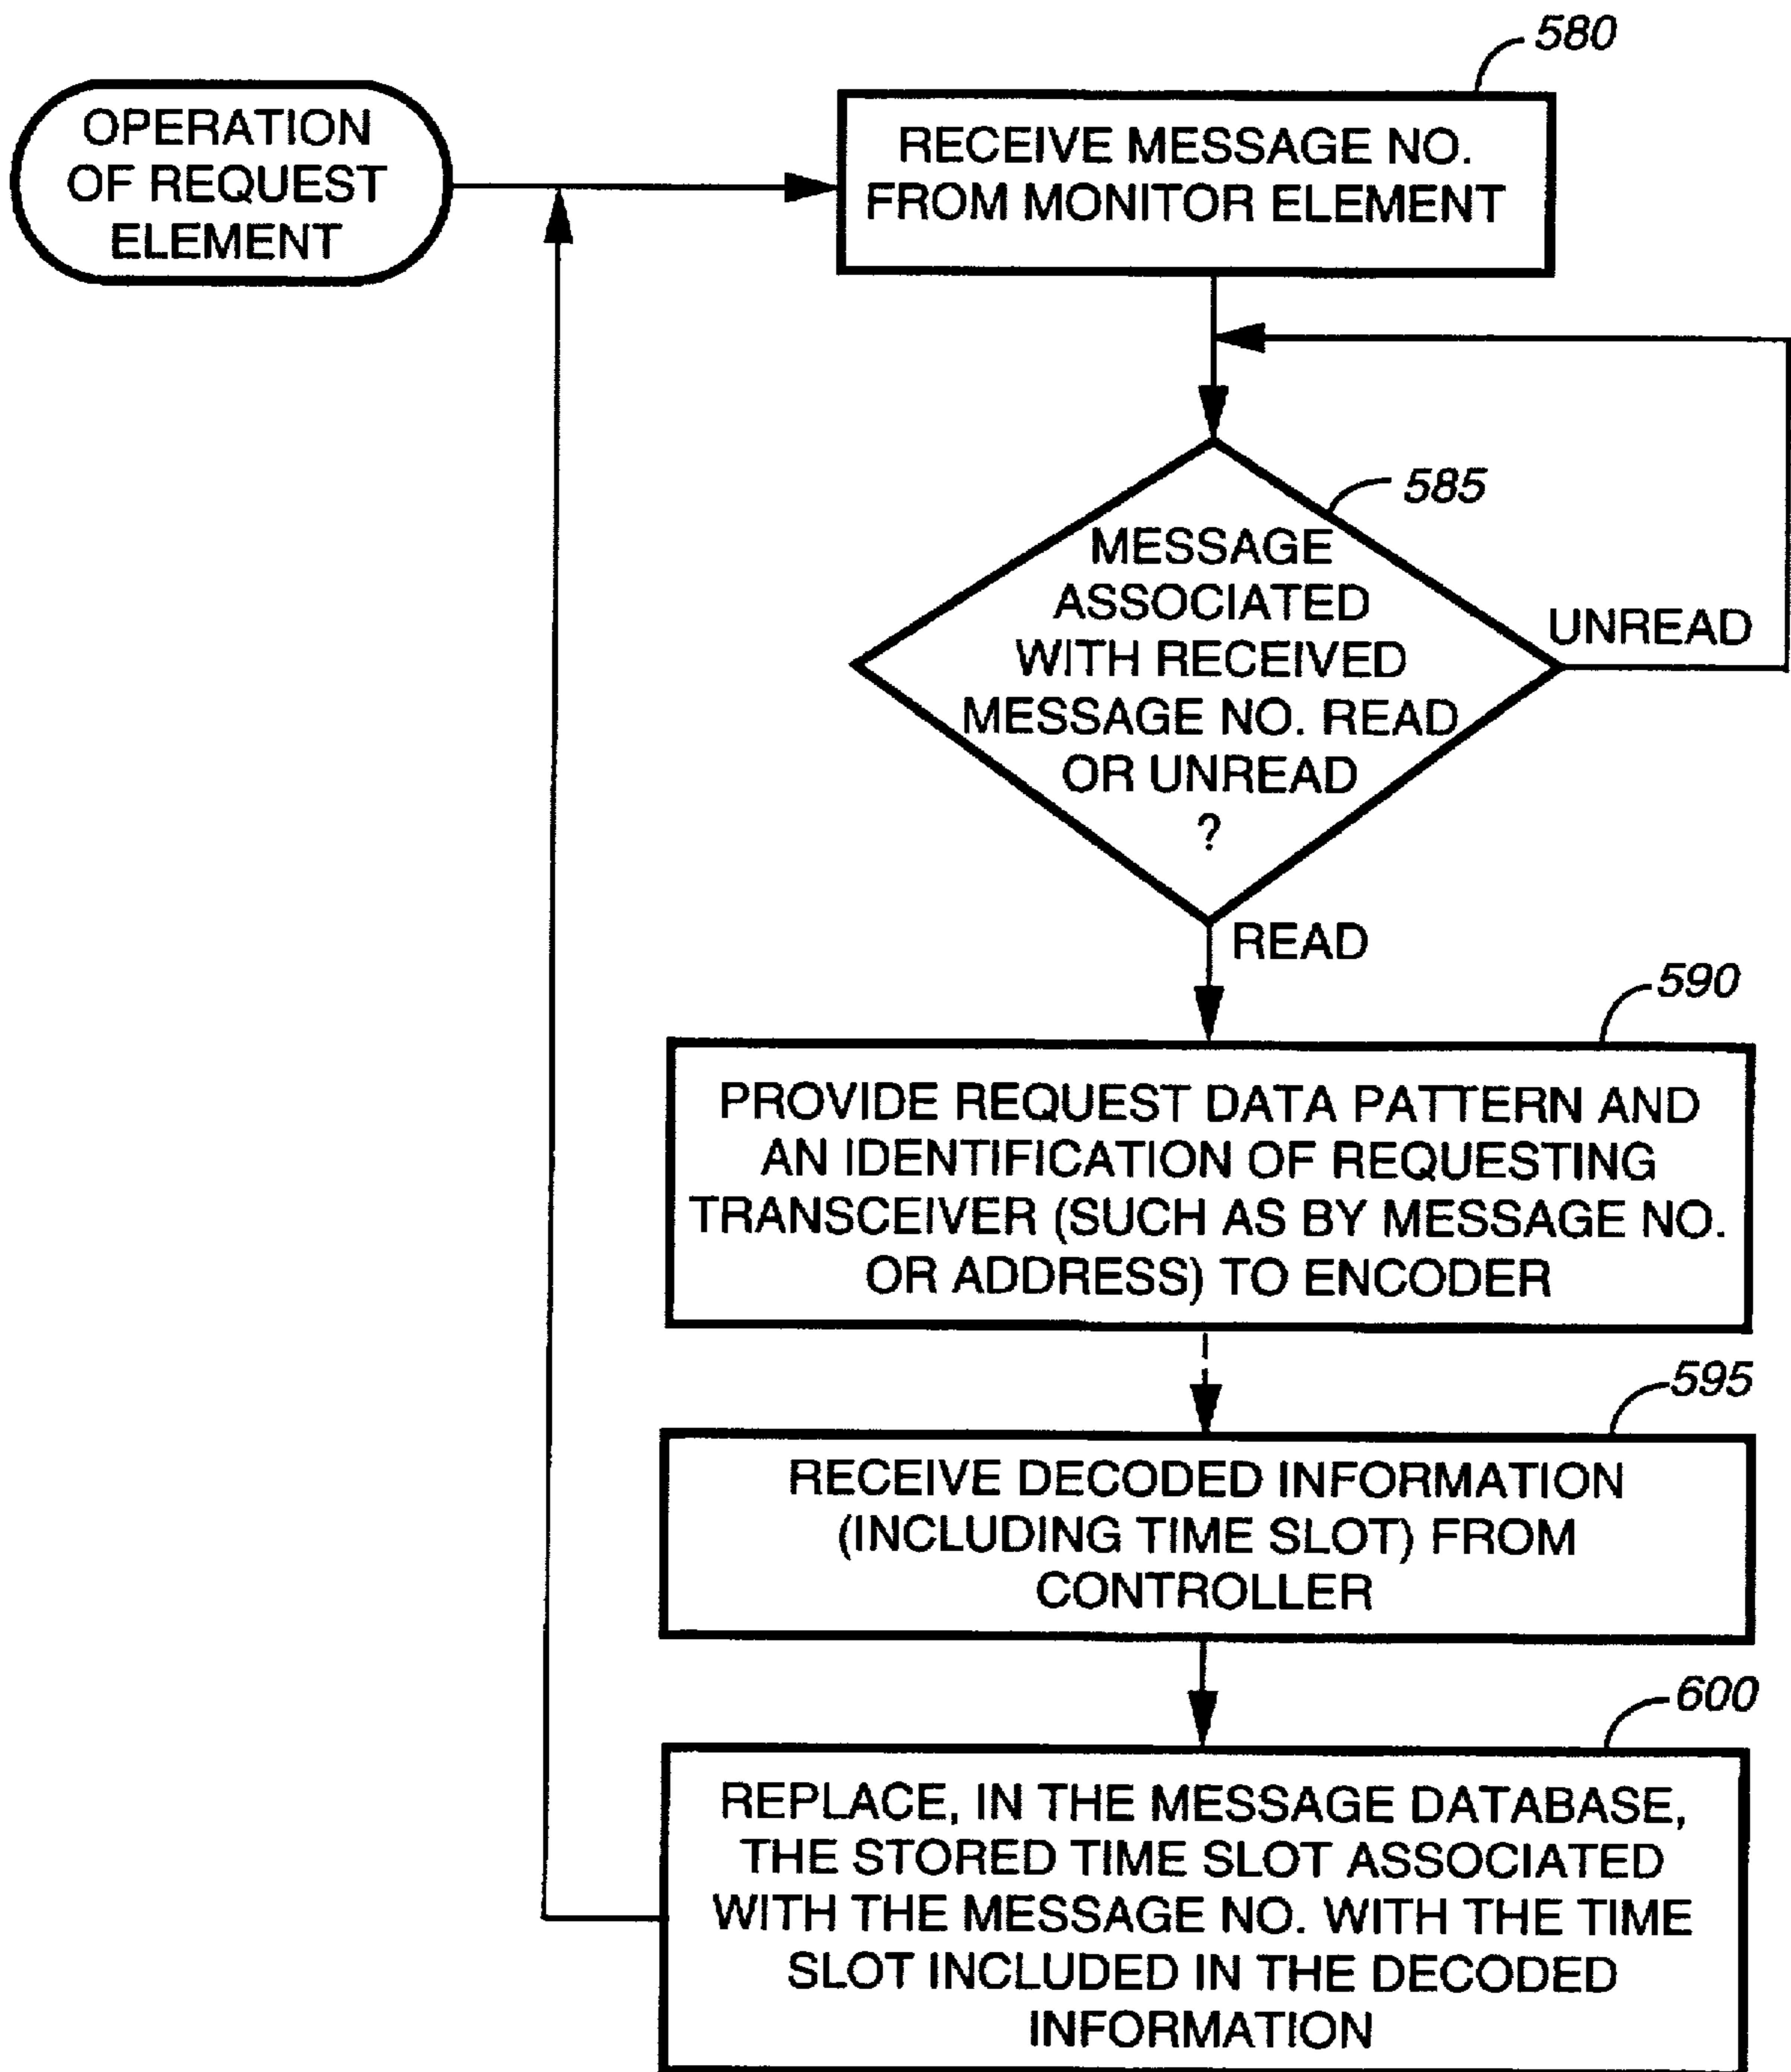 OPERATION
OF REQUEST
ELEMENT
580
RECEIVE MESSAGE NO.
FROM MONITOR ELEMENT
585
MESSAGE
ASSOCIATED
WITH RECEIVED
MESSAGE NO. READ
OR UNREAD
?
UNREAD
READ
590
PROVIDE REQUEST DATA PATTERN AND
AN IDENTIFICATION OF REQUESTING
TRANSCEIVER (SUCH AS BY MESSAGE NO.
OR ADDRESS) TO ENCODER
595
RECEIVE DECODED INFORMATION
(INCLUDING TIME SLOT) FROM
CONTROLLER
600
REPLACE, IN THE MESSAGE DATABASE,
THE STORED TIME SLOT ASSOCIATED
WITH THE MESSAGE NO. WITH THE TIME
SLOT INCLUDED IN THE DECODED
INFORMATION